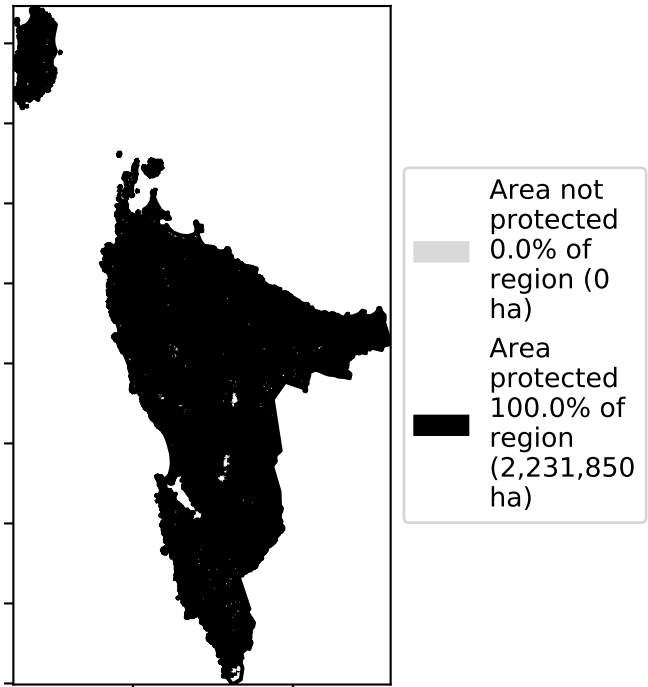 Area not
protected
0.0% of
region (0
ha)
Area
protected
100.0% of
region
(2,231,850
ha)